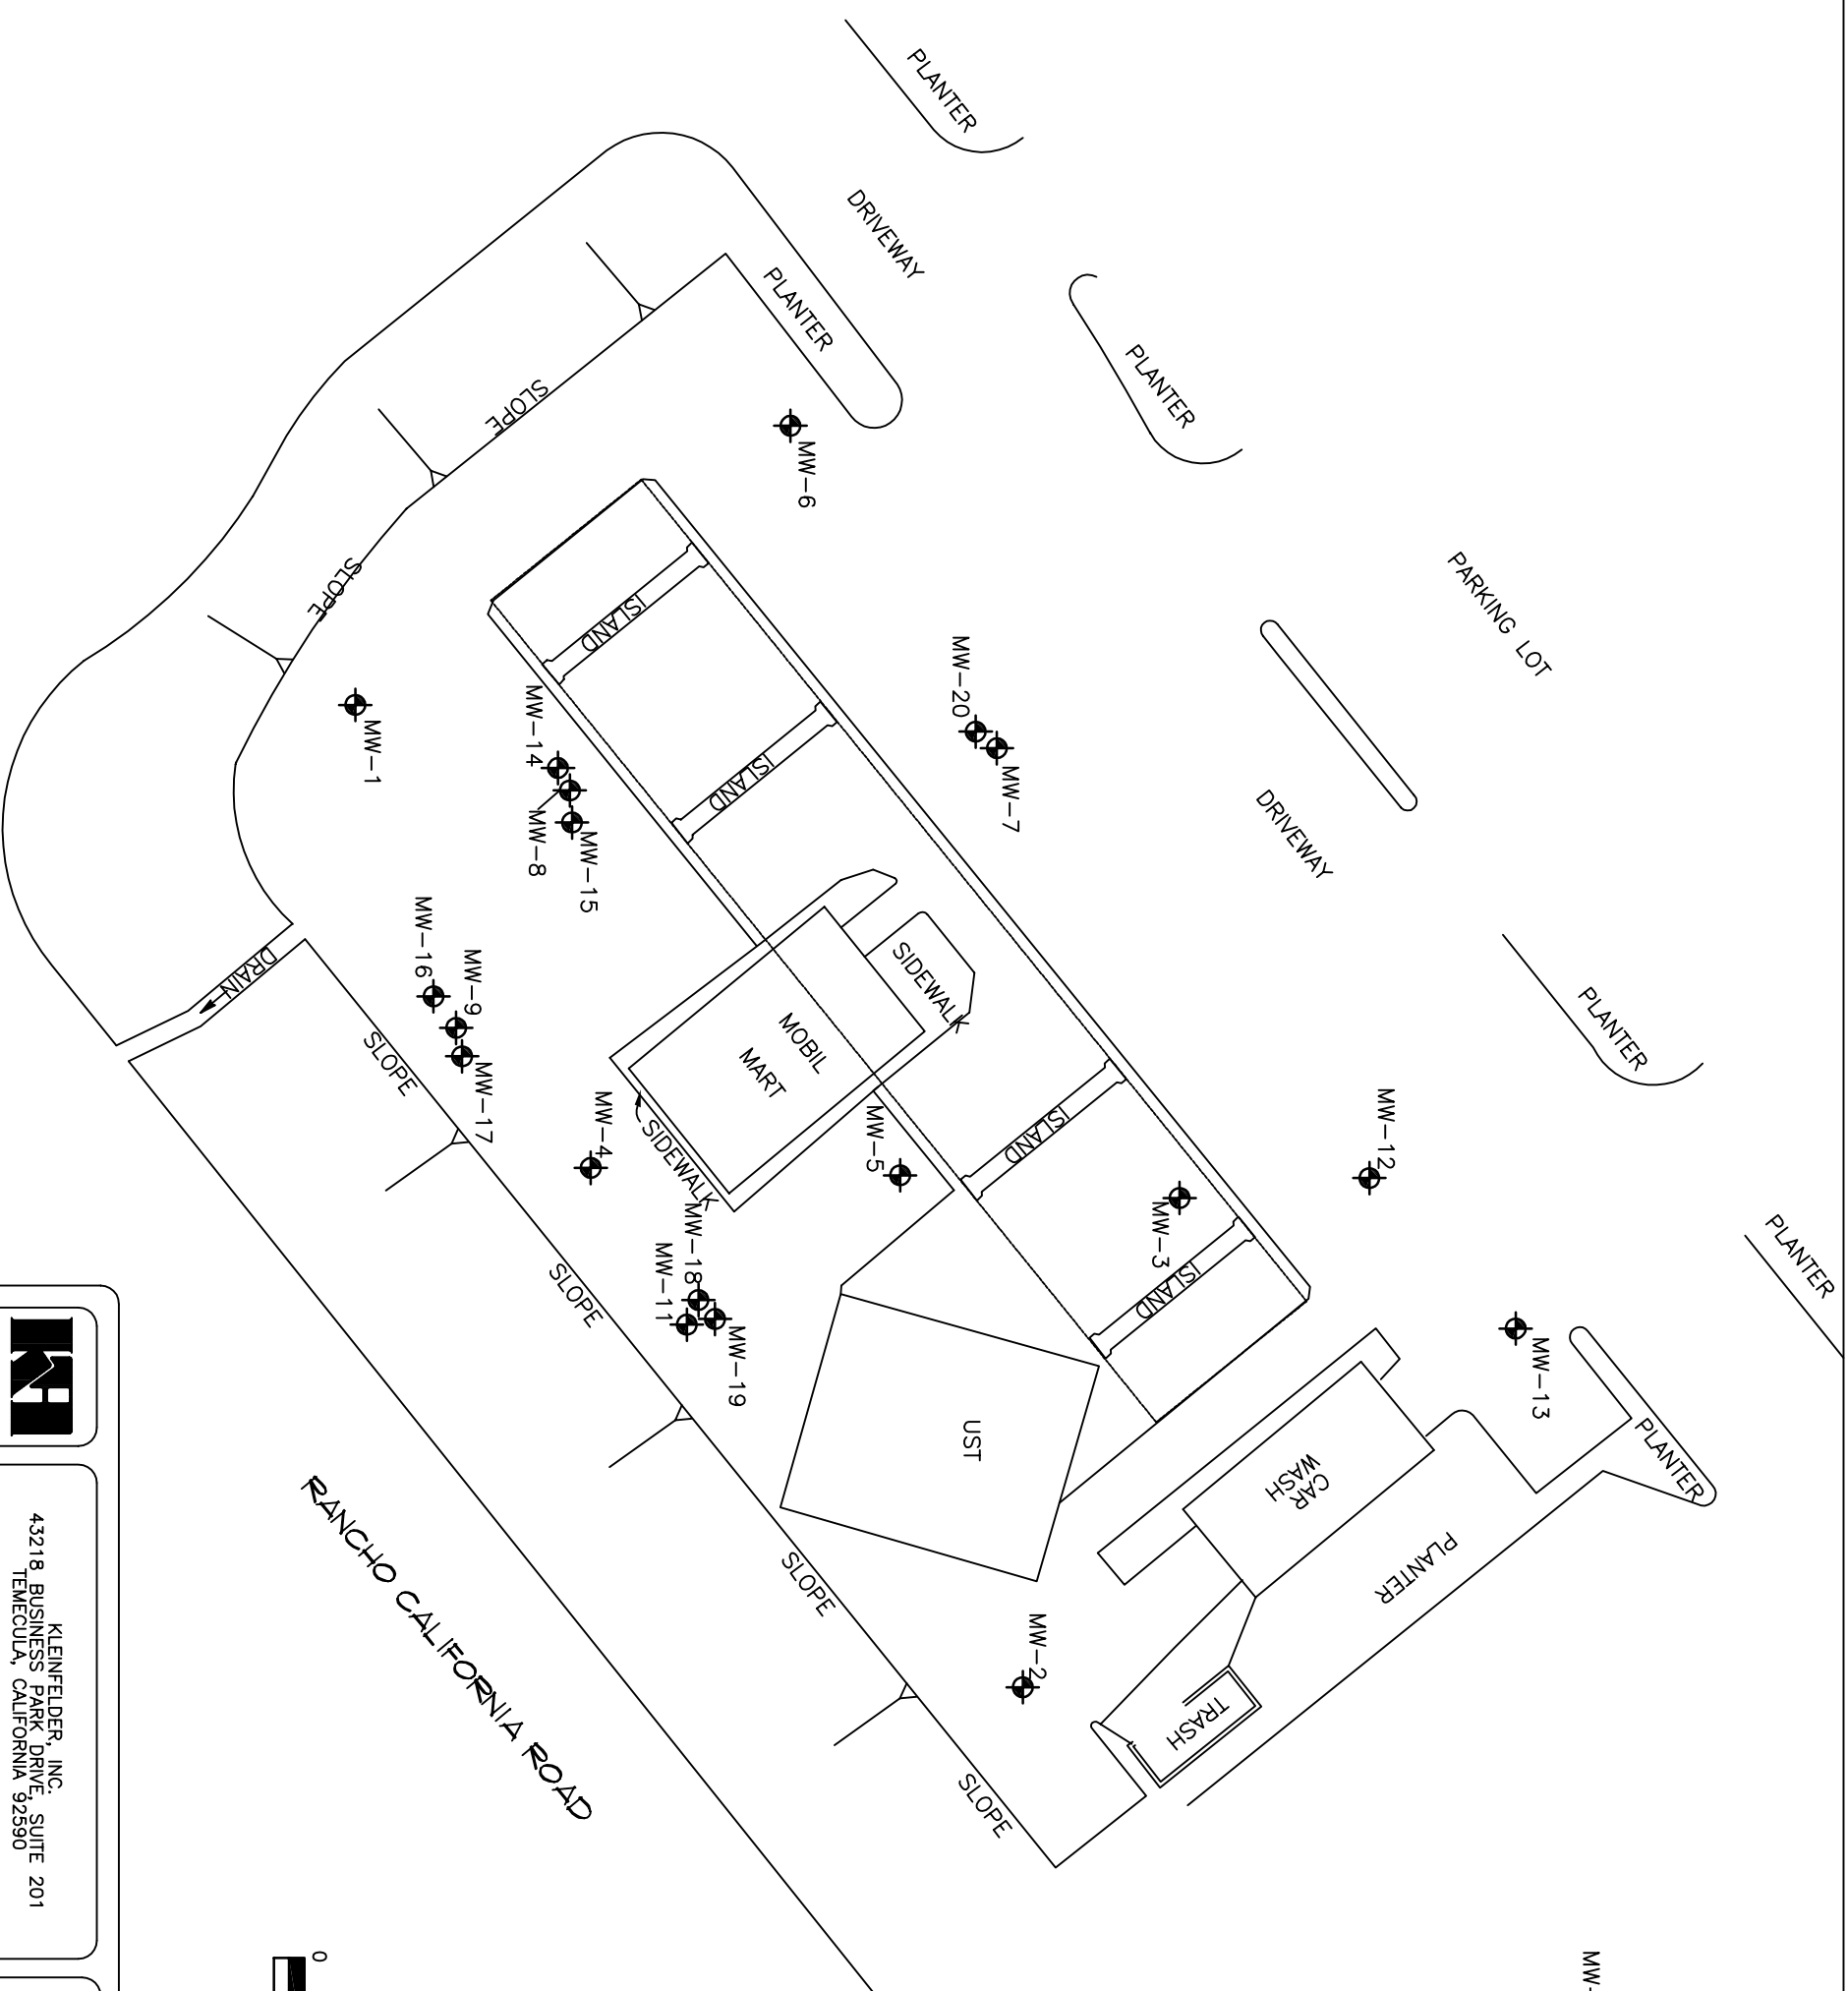 PLANTER
DRIVEWAY
PLANTER
PLANTER
SLOPE
MW-6
PARKING LOT
SLOPE
ISLAND
MW-20
MW-7
MW-1
MW-14
MW-8
MW-15
ISLAND
DRIVEWAY
MW-16
MW-9
MW-17
DRAIN
SLOPE
SIDEWALK
MOBIL
MART
SIDEWALK
MW-4
MW-5
ISLAND
MW-12
PLANTER
PLANTER
MW-3
ISLAND
MW-18
MW-11
MW-19
SLOPE
MW-13
PLANTER
UST
CAR
WASH
PLANTER
SLOPE
MW-2
TRASH
SLOPE
RANCHO CALIFORNIA ROAD
KLEINFELDER, INC.
43218 BUSINESS PARK DRIVE, SUITE 201
TEMECULA, CALIFORNIA 92590
0
MW-